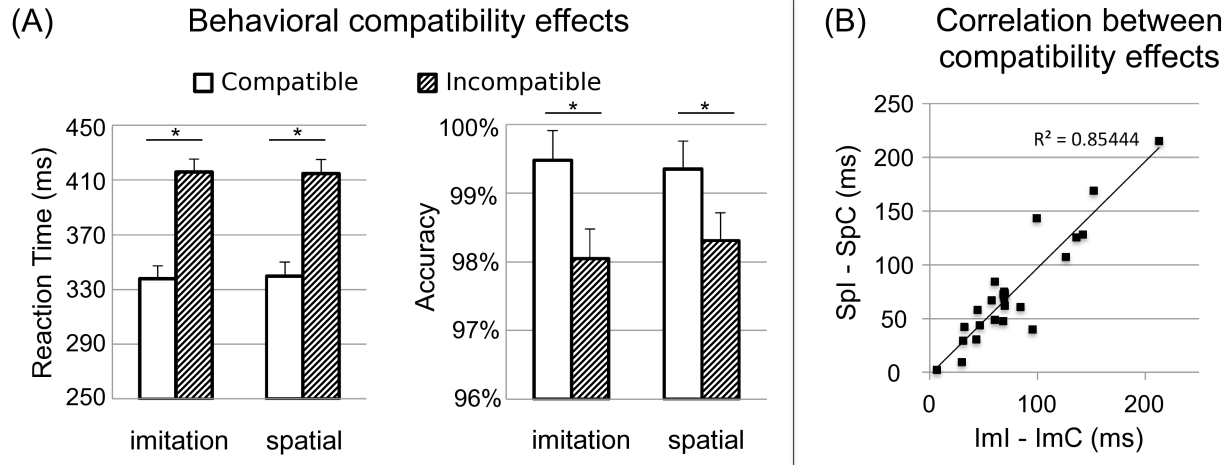 (A) Behavioral compatibility effects
Compatible Incompatible
Reaction Time (ms)
450
410
370
330
290
250
*
*
imitation spatial
Accuracy
100%
99%
98%
97%
96%
*
*
imitation spatial
(B) Correlation between
compatibility effects
SpI - SpC (ms)
250
200
150
100
50
0
R² = 0.85444
0 100 200
ImI - ImC (ms)